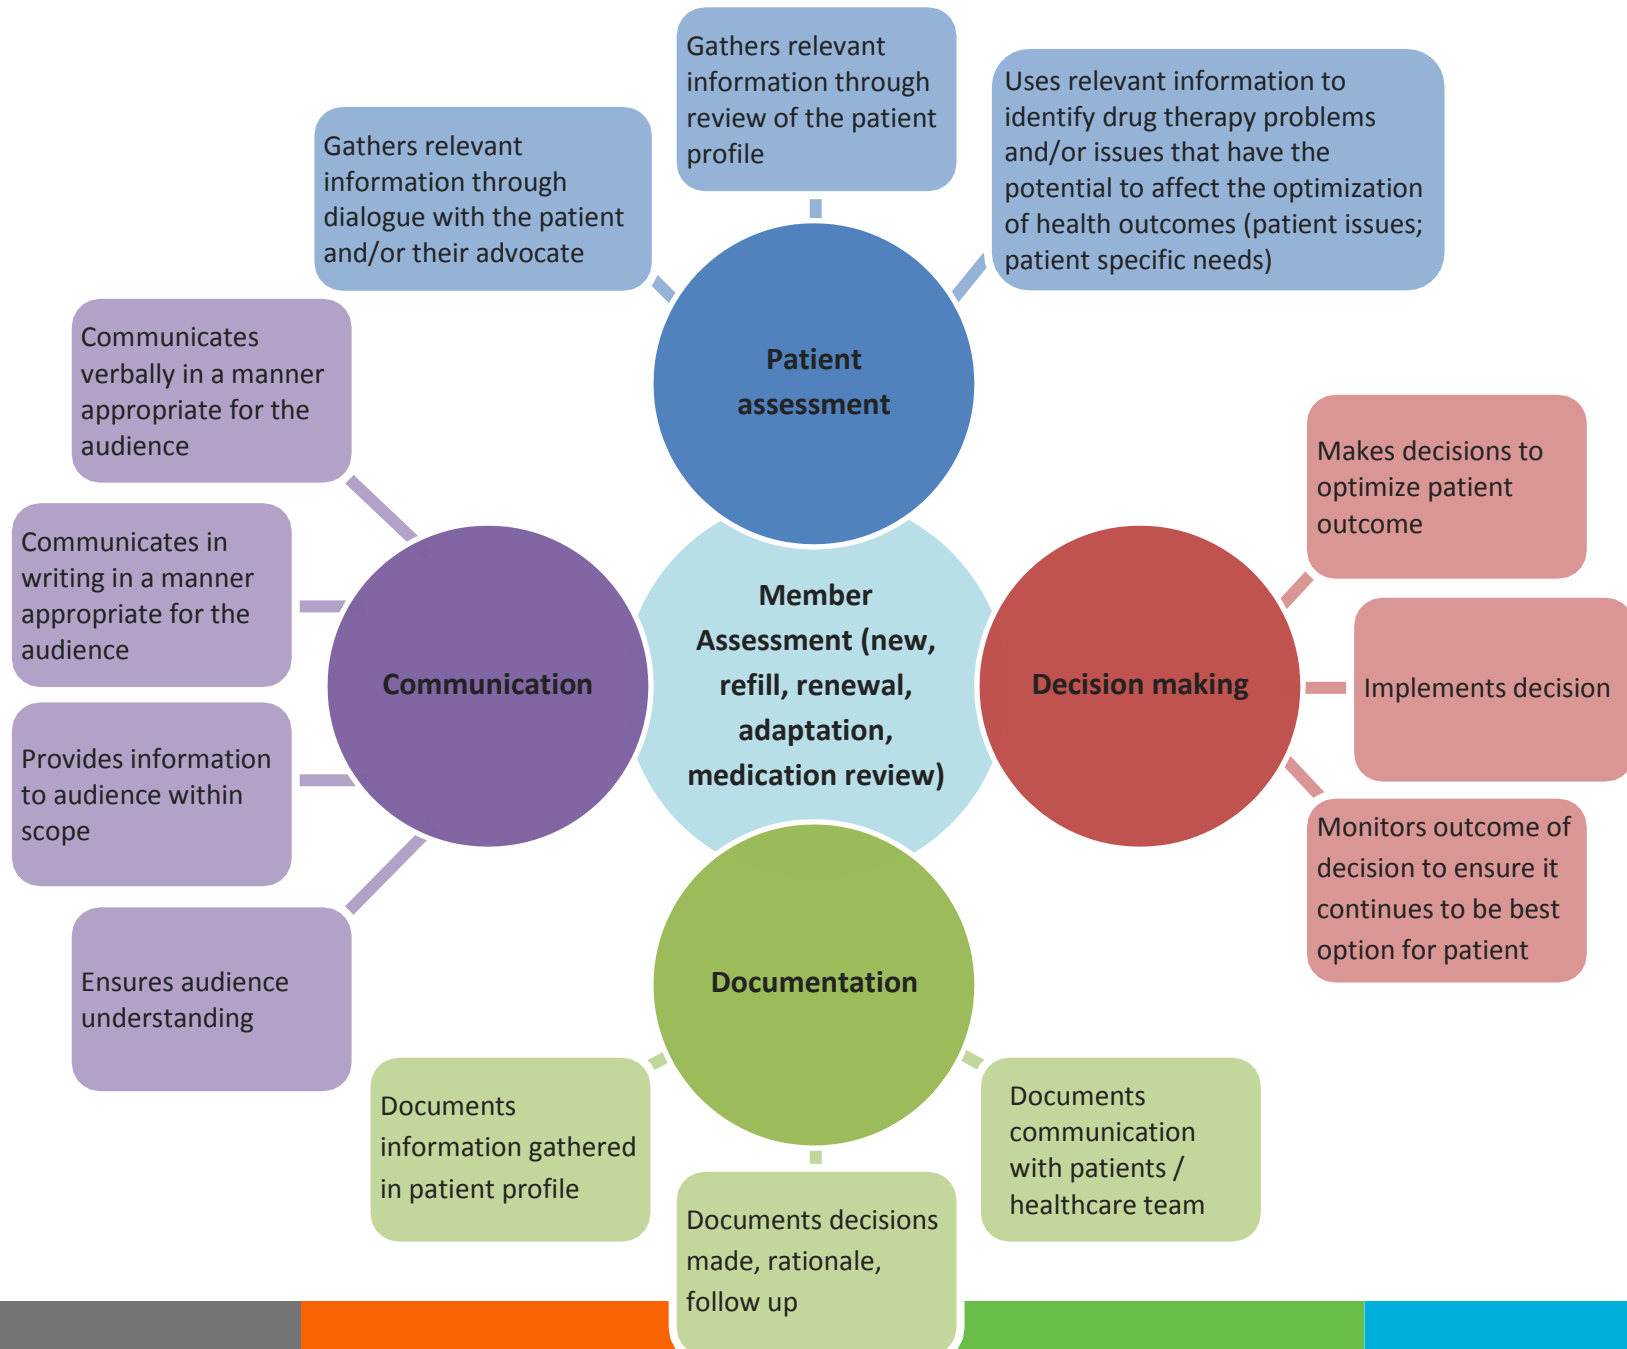 Gathers relevant
information through
review of the patient
profile
Uses relevant information to
identify drug therapy problems
and/or issues that have the
potential to affect the optimization
of health outcomes (patient issues;
patient specific needs)
Gathers relevant
information through
dialogue with the patient
and/or their advocate
Patient
assessment
Communicates
verbally in a manner
appropriate for the
audience
Communicates in
writing in a manner
appropriate for the
audience
Provides information
to audience within
scope
Ensures audience
understanding
Communication
Member
Assessment (new,
refill, renewal,
adaptation,
medication review)
Decision making
Makes decisions to
optimize patient
outcome
Implements decision
Monitors outcome of
decision to ensure it
continues to be best
option for patient
Documentation
Documents
information gathered
in patient profile
Documents decisions
made, rationale,
follow up
Documents
communication
with patients /
healthcare team